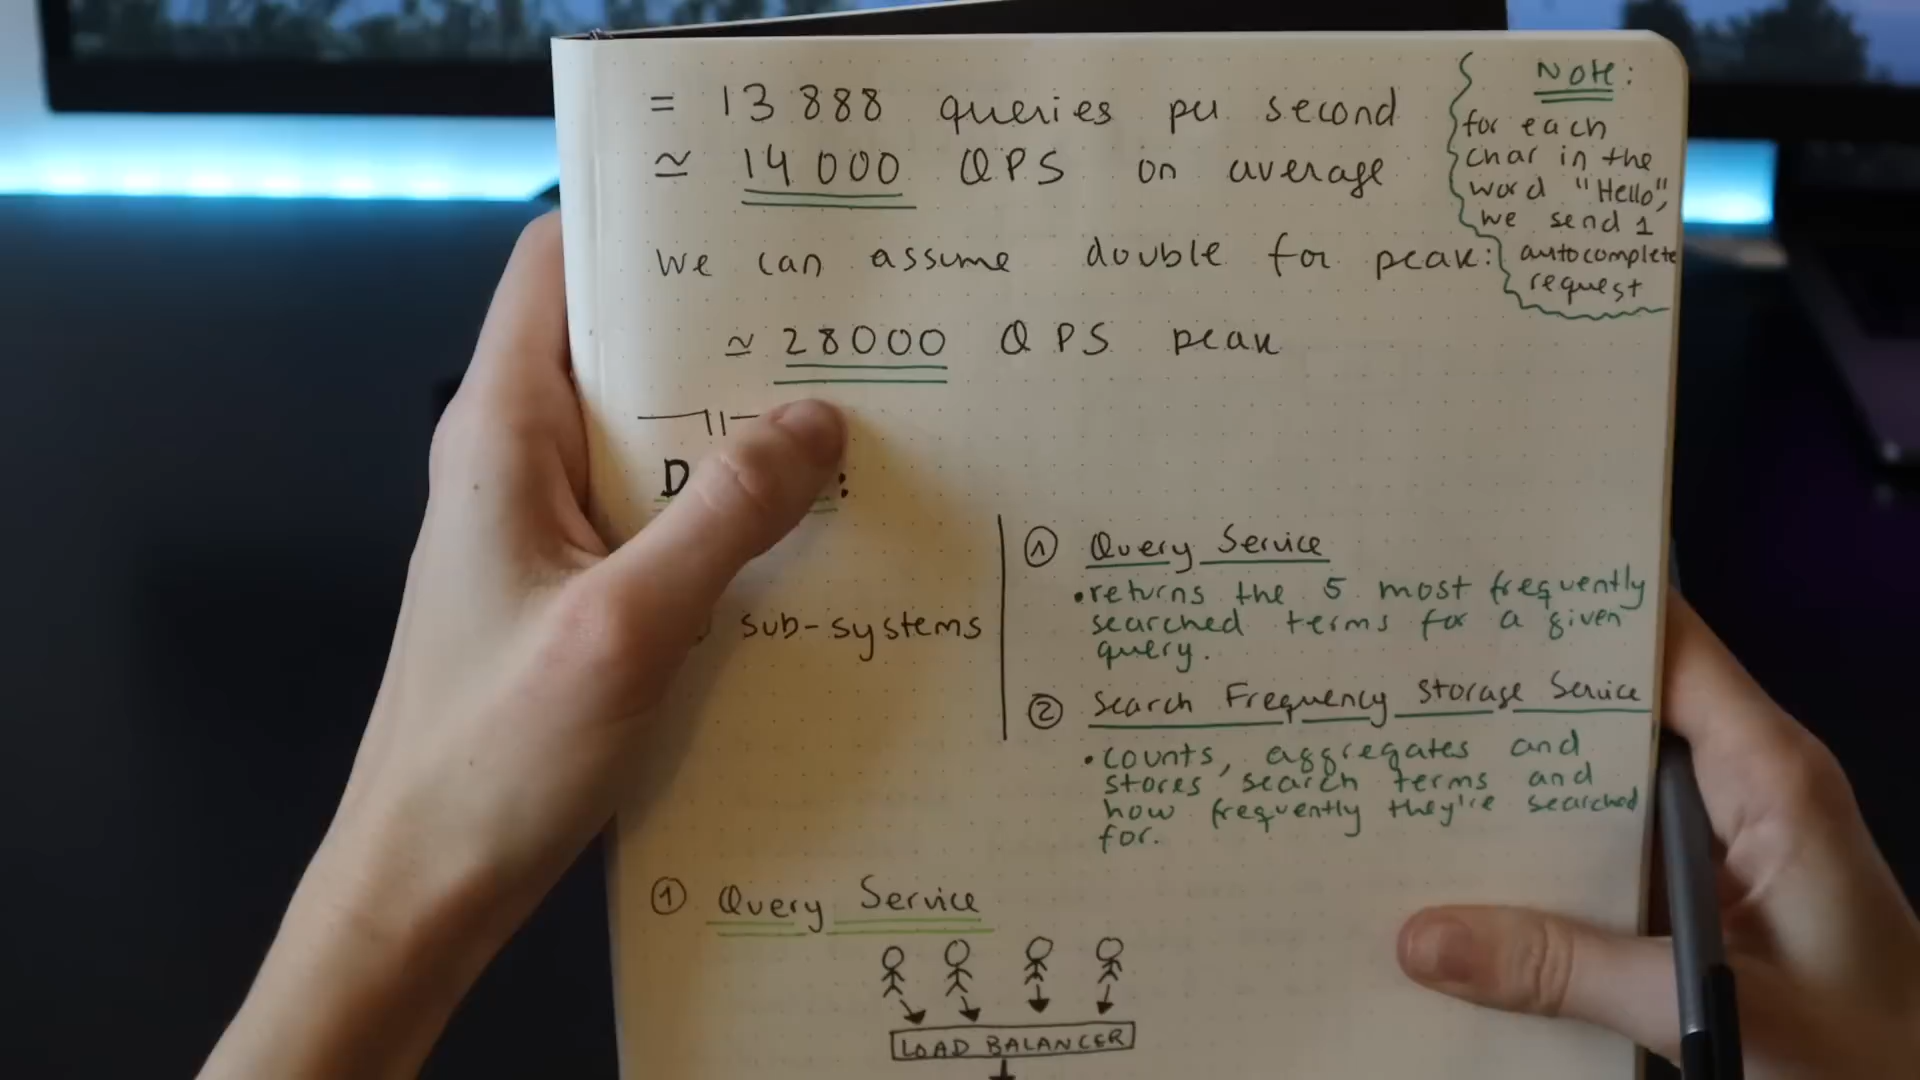 = 13 888 queries per second
≃ 14 000 QPS on average
we can assume double for peak:
≃ 28000 QPS peak
Note:
for each
char in the
word "Hello",
we send 1
autocomplete
request
sub-systems
① Query Service
• returns the 5 most frequently
searched terms for a given
query.
② Search Frequency Storage Service
• counts, aggregates and
stores search terms and
how frequently they're searched
for.
① Query Service
LOAD BALANCER